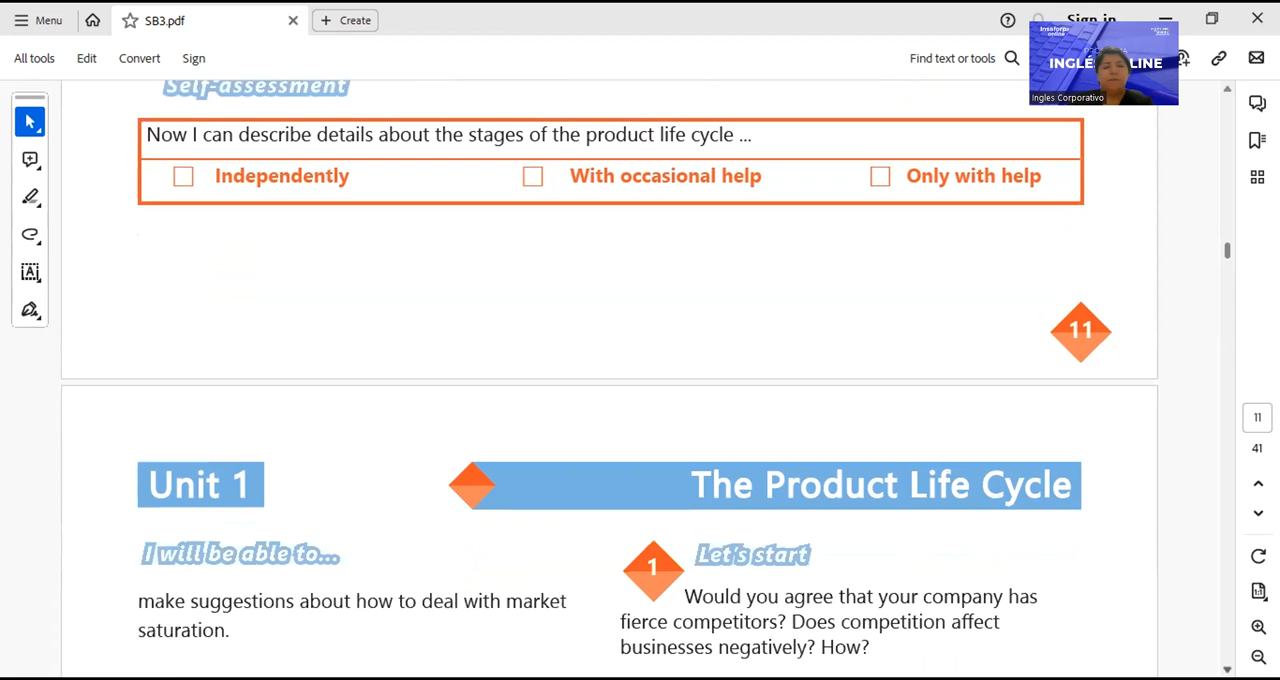 Menu
SB3.pdf
Create
Sign in
All tools
Edit
Convert
Sign
Find text or tools
INGLÉS ONLINE
Ingles Corporativo
Self-assessment
Now I can describe details about the stages of the product life cycle ...
Independently
With occasional help
Only with help
11
Unit 1
The Product Life Cycle
I will be able to...
make suggestions about how to deal with market
saturation.
1
Let's start
Would you agree that your company has
fierce competitors? Does competition affect
businesses negatively? How?
11
41